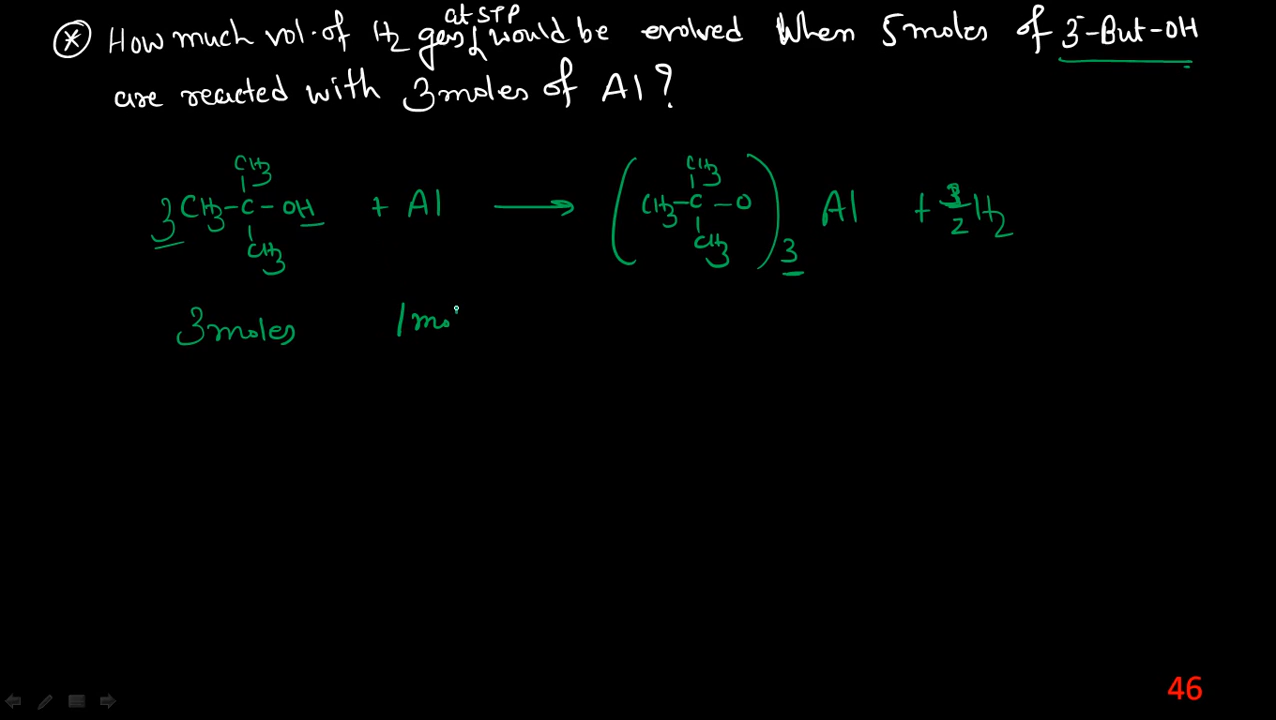 * How much vol. of H2 gas at STP would be evolved When 5 moles of 3-But-OH
are reacted with 3 moles of Al?
CH3 CH3
3 CH3-C-OH + Al → (CH3-C-O)3 Al + 3/2 H2
CH3 CH3
3 moles 1 mo
46